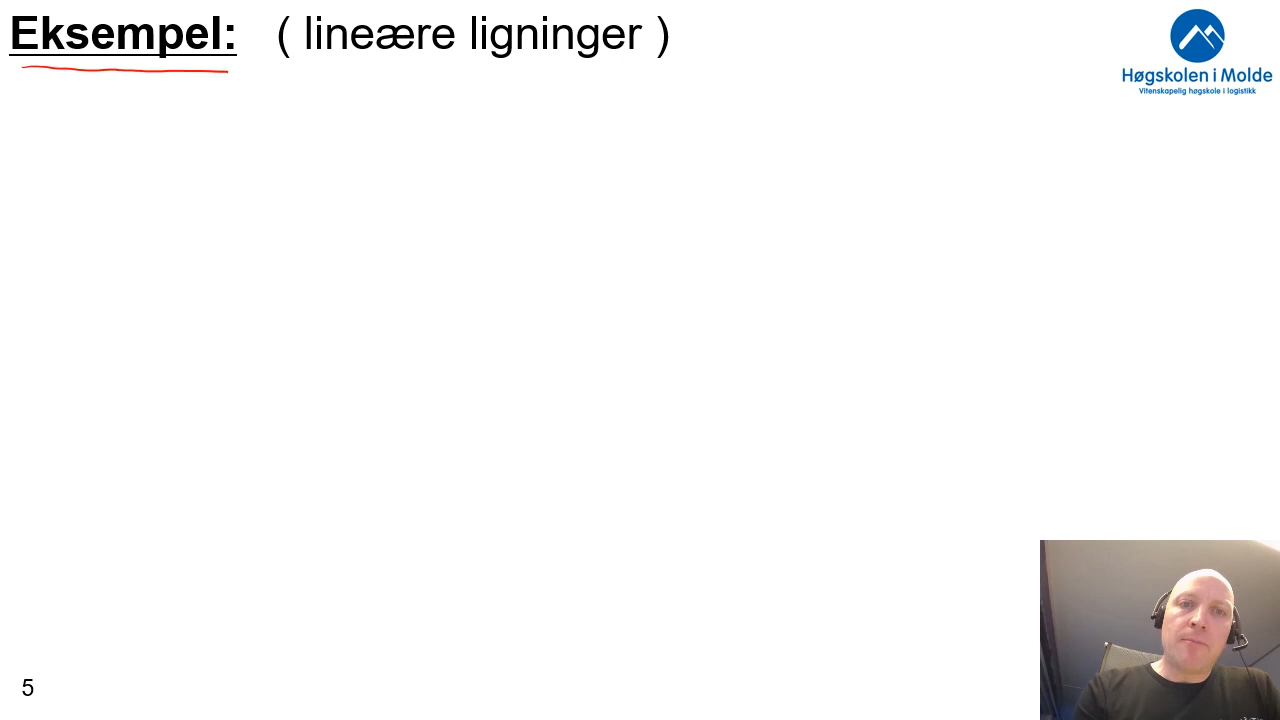 Eksempel: ( lineære ligninger )
Høgskolen i Molde
Vitenskapelig høgskole i logistikk
5